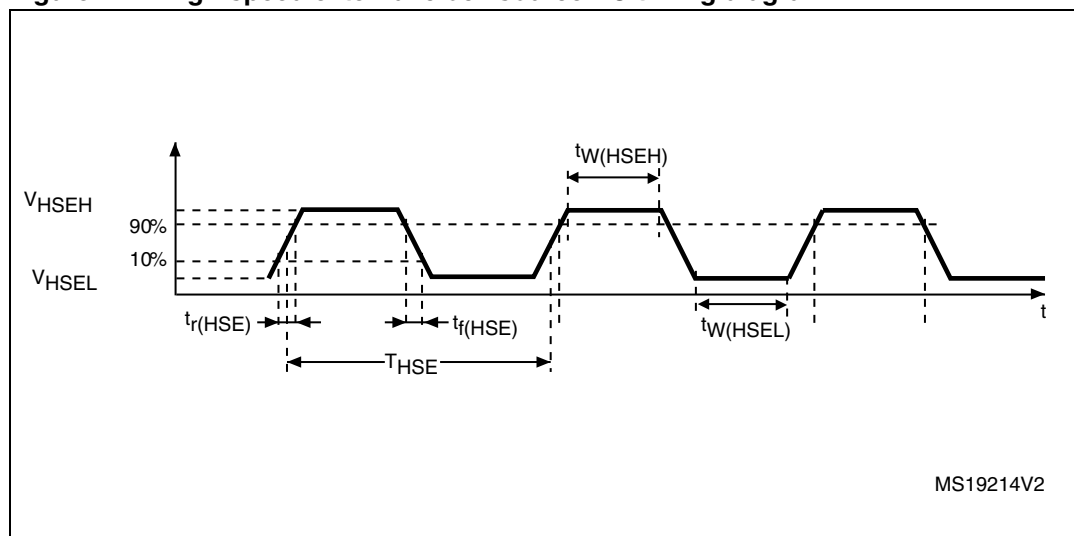 tW(HSEH)
VHSEH
90%
10%
VHSEL
tr(HSE)
tf(HSE)
tW(HSEL)
t
THSE
MS19214V2